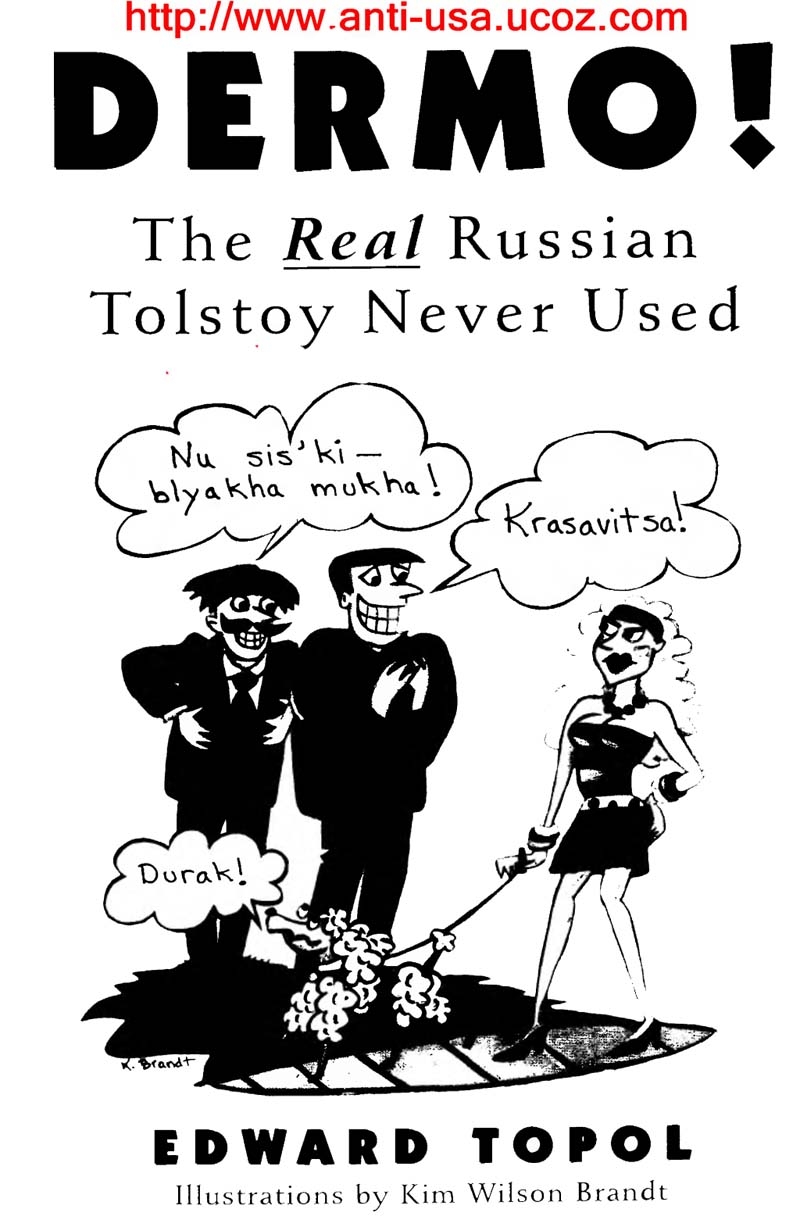 http://www.anti-usa.ucoz.com
DERMO!
The Real Russian
Tolstoy Never Used
Nu sis'ki —
blyakha mukha!
Krasavitsa!
Durak!
K. Brandt
EDWARD TOPOL
Illustrations by Kim Wilson Brandt